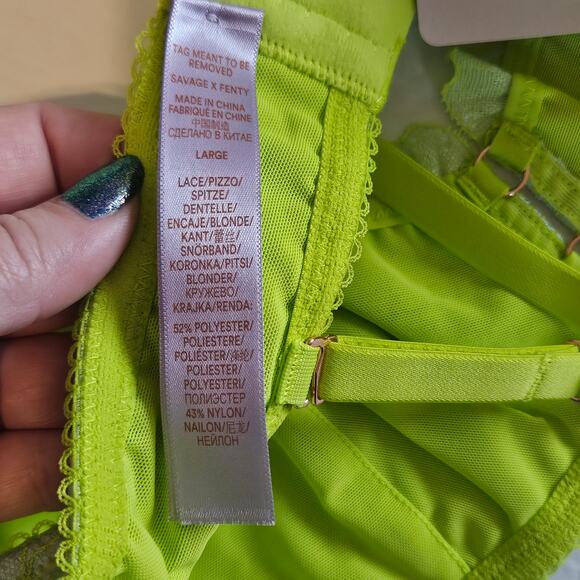 TAG MEANT TO BE
REMOVED
SAVAGE X FENTY
MADE IN CHINA
FABRIQUÉ EN CHINE
中国制造
СДЕЛАНО В КИТАЕ
LARGE
LACE/PIZZO/
SPITZE/
DENTELLE/
ENCAJE/BLONDE/
KANT/蕾丝/
SNÖRBAND/
KORONKA/PITSI/
BLONDER/
КРУЖЕВО/
KRAJKA/RENDA:
52% POLYESTER/
POLIESTERE/
POLIÉSTER/涤纶/
POLIESTER/
POLYESTERI/
ПОЛИЭСТЕР
43% NYLON/
NAILON/尼龙/
НЕЙЛОН